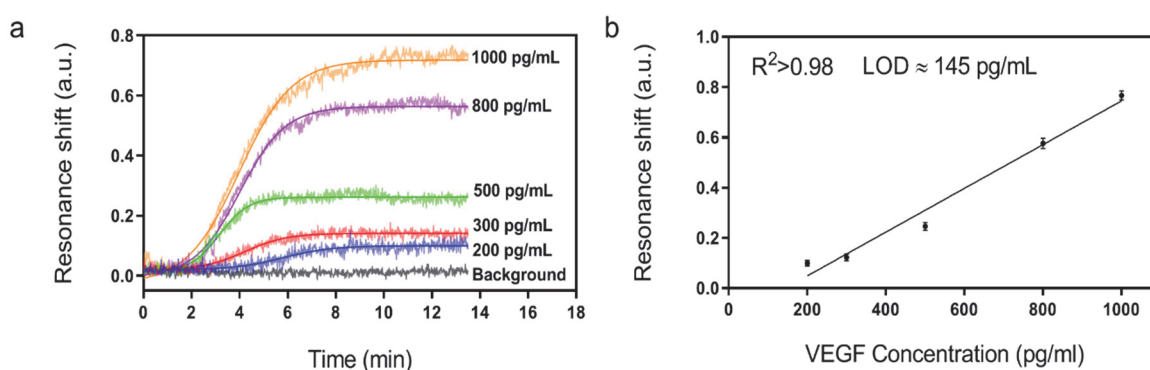 a
Resonance shift (a.u.)
0.8
0.6
0.4
0.2
0.0
1000 pg/mL
800 pg/mL
500 pg/mL
300 pg/mL
200 pg/mL
Background
0 2 4 6 8 10 12 14 16 18
Time (min)
b
Resonance shift (a.u.)
1.0
0.8
0.6
0.4
0.2
0.0
R²>0.98 LOD ≈ 145 pg/mL
0 200 400 600 800 1000
VEGF Concentration (pg/ml)